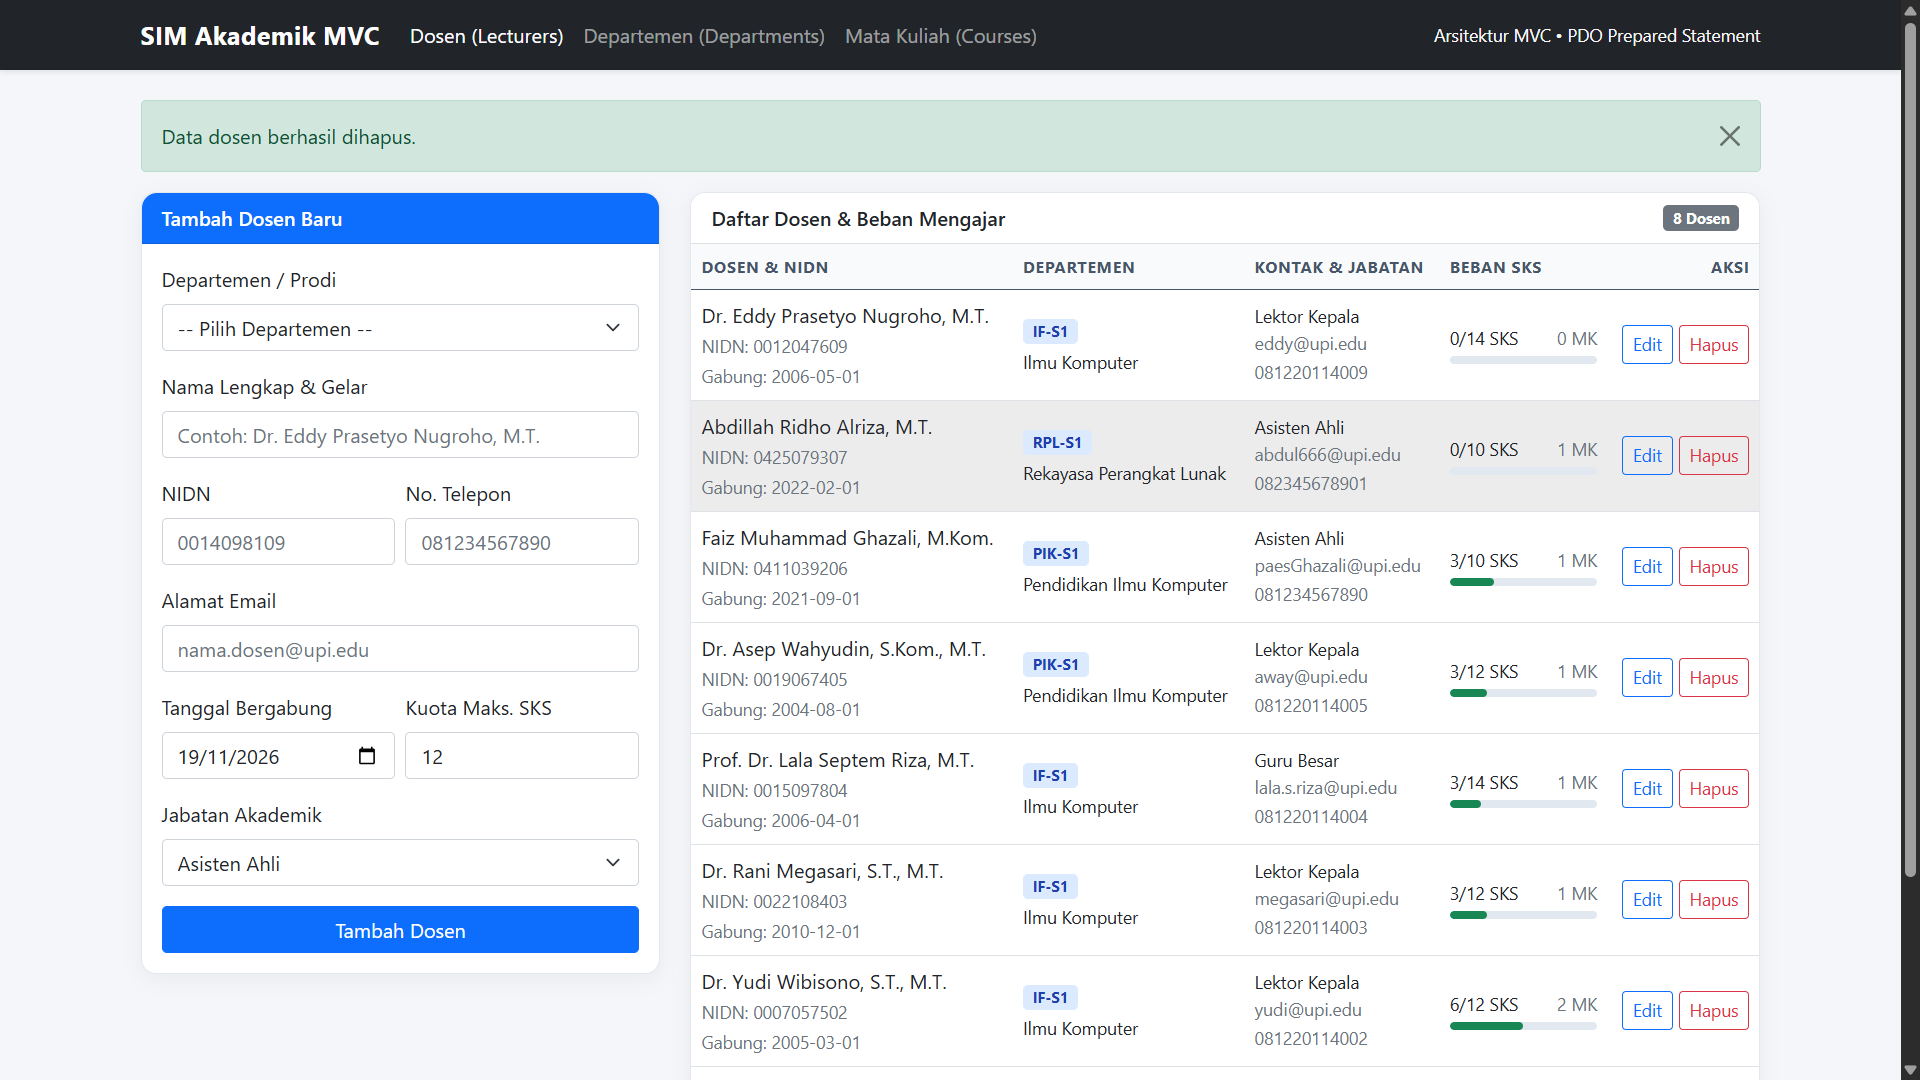 SIM Akademik MVC
Dosen (Lecturers)
Departemen (Departments)
Mata Kuliah (Courses)
Arsitektur MVC • PDO Prepared Statement
Data dosen berhasil dihapus.
Tambah Dosen Baru
Departemen / Prodi
-- Pilih Departemen --
Nama Lengkap & Gelar
Contoh: Dr. Eddy Prasetyo Nugroho, M.T.
NIDN
No. Telepon
0014098109
081234567890
Alamat Email
nama.dosen@upi.edu
Tanggal Bergabung
Kuota Maks. SKS
19/11/2026
12
Jabatan Akademik
Asisten Ahli
Tambah Dosen
Daftar Dosen & Beban Mengajar
8 Dosen
DOSEN & NIDN
DEPARTEMEN
KONTAK & JABATAN
BEBAN SKS
AKSI
Dr. Eddy Prasetyo Nugroho, M.T.
NIDN: 0012047609
Gabung: 2006-05-01
IF-S1
Ilmu Komputer
Lektor Kepala
eddy@upi.edu
081220114009
0/14 SKS
0 MK
Edit
Hapus
Abdillah Ridho Alriza, M.T.
NIDN: 0425079307
Gabung: 2022-02-01
RPL-S1
Rekayasa Perangkat Lunak
Asisten Ahli
abdul666@upi.edu
082345678901
0/10 SKS
1 MK
Edit
Hapus
Faiz Muhammad Ghazali, M.Kom.
NIDN: 0411039206
Gabung: 2021-09-01
PIK-S1
Pendidikan Ilmu Komputer
Asisten Ahli
paesGhazali@upi.edu
081234567890
3/10 SKS
1 MK
Edit
Hapus
Dr. Asep Wahyudin, S.Kom., M.T.
NIDN: 0019067405
Gabung: 2004-08-01
PIK-S1
Pendidikan Ilmu Komputer
Lektor Kepala
away@upi.edu
081220114005
3/12 SKS
1 MK
Edit
Hapus
Prof. Dr. Lala Septem Riza, M.T.
NIDN: 0015097804
Gabung: 2006-04-01
IF-S1
Ilmu Komputer
Guru Besar
lala.s.riza@upi.edu
081220114004
3/14 SKS
1 MK
Edit
Hapus
Dr. Rani Megasari, S.T., M.T.
NIDN: 0022108403
Gabung: 2010-12-01
IF-S1
Ilmu Komputer
Lektor Kepala
megasari@upi.edu
081220114003
3/12 SKS
1 MK
Edit
Hapus
Dr. Yudi Wibisono, S.T., M.T.
NIDN: 0007057502
Gabung: 2005-03-01
IF-S1
Ilmu Komputer
Lektor Kepala
yudi@upi.edu
081220114002
6/12 SKS
2 MK
Edit
Hapus